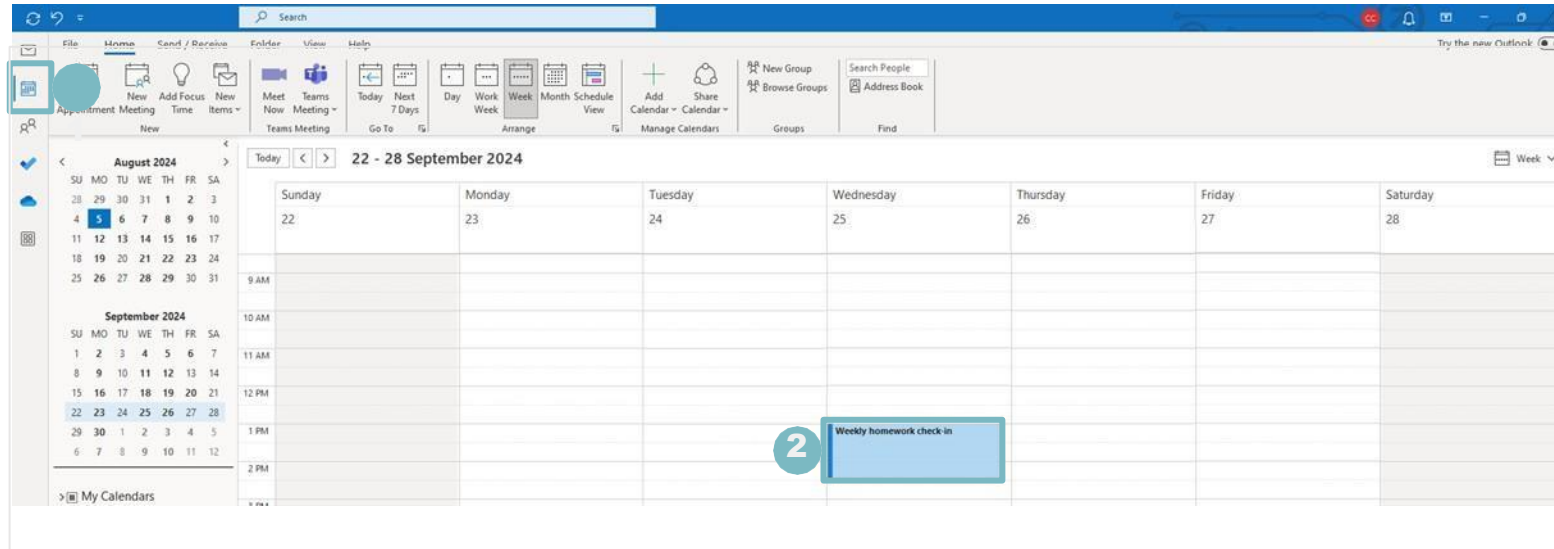 Search
CC
File Home Send / Receive Folder View Help
Try the new Outlook
Appointment
New Meeting
Add Focus Time
New Items
New
Meet Now
Teams Meeting
Teams Meeting
Today
Next 7 Days
Go To
Day
Work Week
Week
Month
Schedule View
Arrange
Add Calendar
Share Calendar
Manage Calendars
New Group
Browse Groups
Groups
Search People
Address Book
Find
August 2024
SU MO TU WE TH FR SA
28 29 30 31 1 2 3
4 5 6 7 8 9 10
11 12 13 14 15 16 17
18 19 20 21 22 23 24
25 26 27 28 29 30 31
September 2024
SU MO TU WE TH FR SA
1 2 3 4 5 6 7
8 9 10 11 12 13 14
15 16 17 18 19 20 21
22 23 24 25 26 27 28
29 30 1 2 3 4 5
6 7 8 9 10 11 12
My Calendars
Today 22 - 28 September 2024
Week
Sunday Monday Tuesday Wednesday Thursday Friday Saturday
22 23 24 25 26 27 28
9 AM
10 AM
11 AM
12 PM
1 PM
2 Weekly homework check-in
2 PM